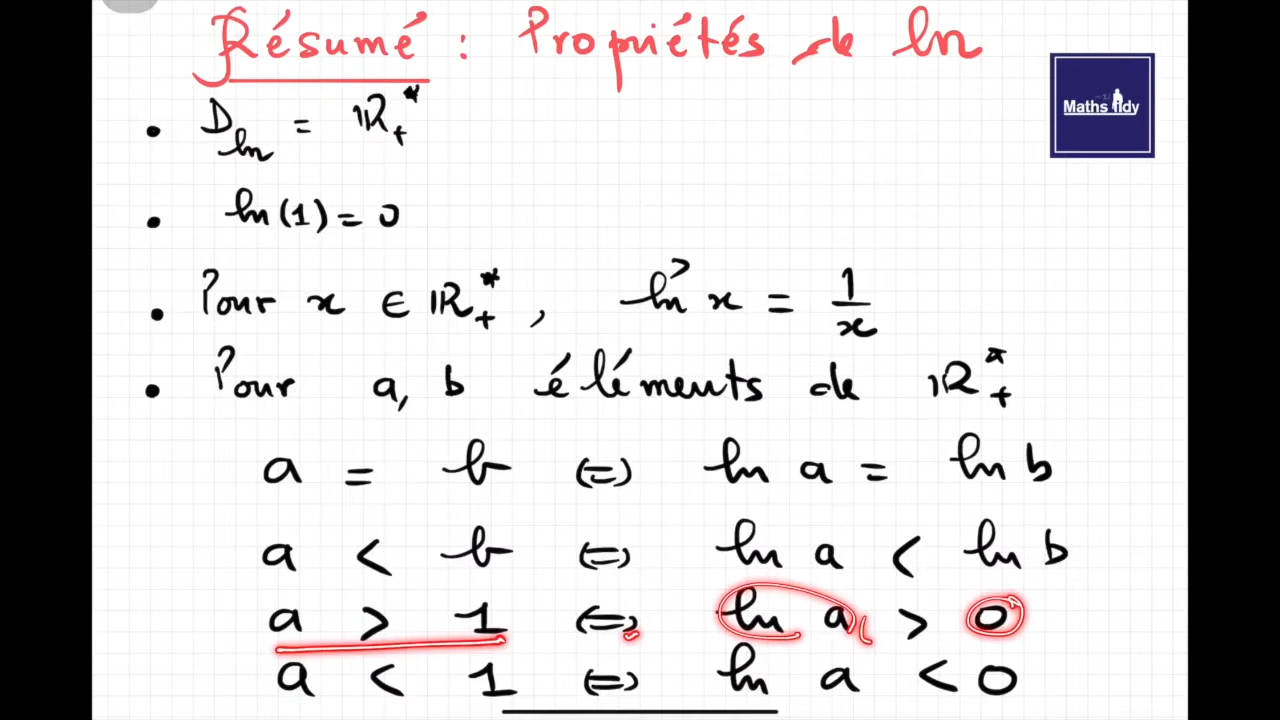 Résumé : Propriétés de ln
Maths
• D_ln = ℝ₊*
• ln(1) = 0
• Pour x ∈ ℝ₊*, ln' x = 1/x
• Pour a, b éléments de ℝ₊*
a = b ⇔ ln a = ln b
a < b ⇔ ln a < ln b
a > 1 ⇔ ln a > 0
a < 1 ⇔ ln a < 0